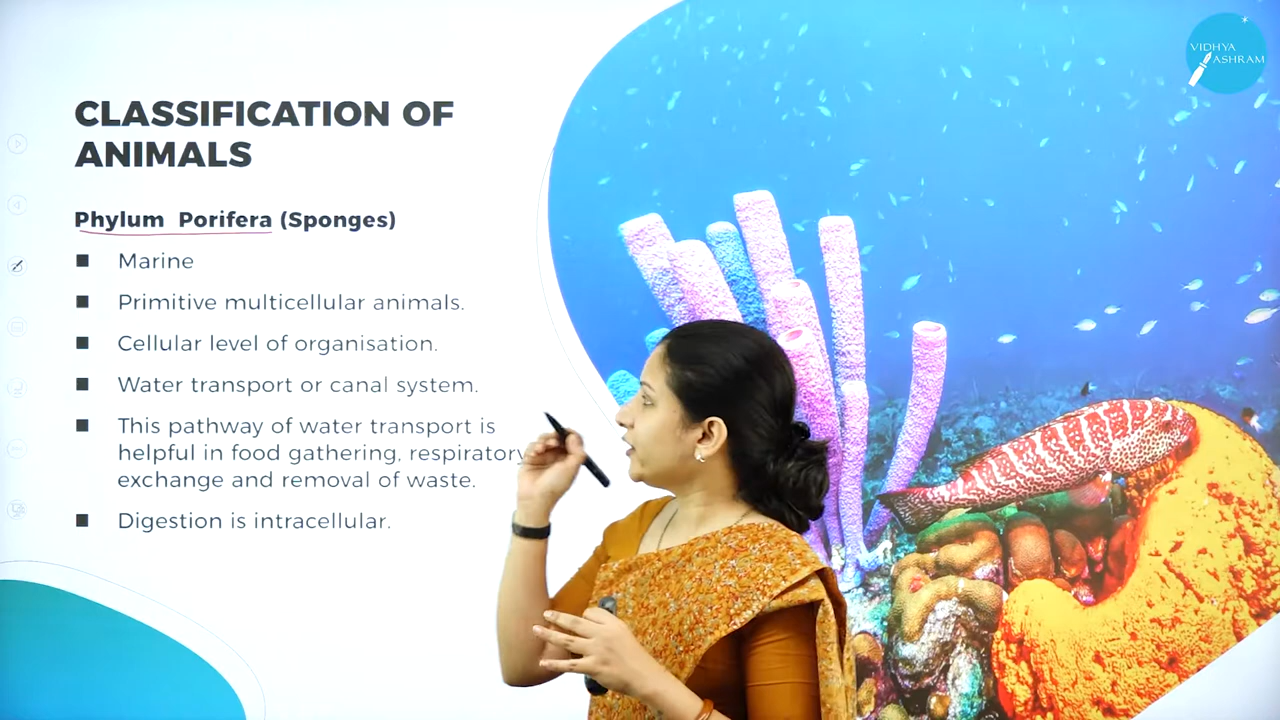 VIDHYA
ASHRAM
CLASSIFICATION OF
ANIMALS
Phylum Porifera (Sponges)
■ Marine
■ Primitive multicellular animals.
■ Cellular level of organisation.
■ Water transport or canal system.
■ This pathway of water transport is
helpful in food gathering, respiratory
exchange and removal of waste.
■ Digestion is intracellular.